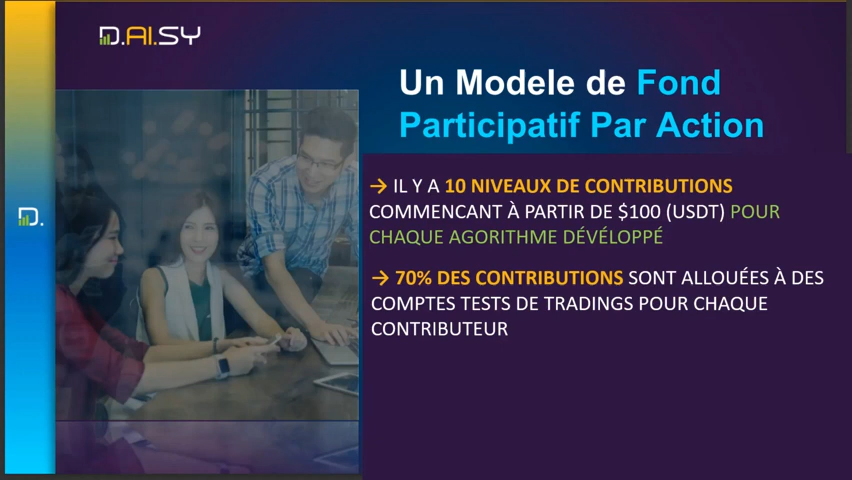 D.AI.SY
Un Modele de Fond
Participatif Par Action
→ IL Y A 10 NIVEAUX DE CONTRIBUTIONS
COMMENCANT À PARTIR DE $100 (USDT) POUR
CHAQUE AGORITHME DÉVÉLOPPÉ
→ 70% DES CONTRIBUTIONS SONT ALLOUÉES À DES
COMPTES TESTS DE TRADINGS POUR CHAQUE
CONTRIBUTEUR
D.